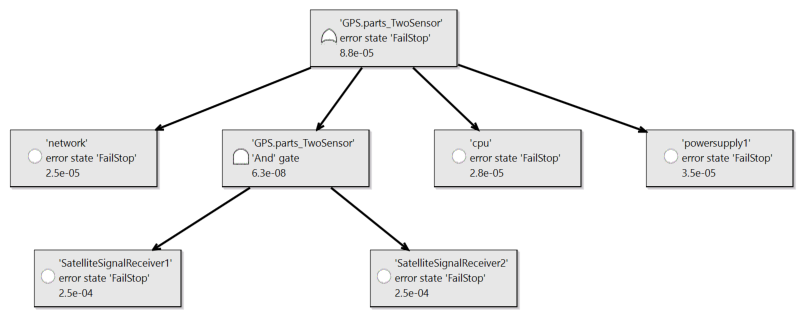 'GPS.parts_TwoSensor'
error state 'FailStop'
8.8e-05
'network'
error state 'FailStop'
2.5e-05
'GPS.parts_TwoSensor'
'And' gate
6.3e-08
'cpu'
error state 'FailStop'
2.8e-05
'powersupply1'
error state 'FailStop'
3.5e-05
'SatelliteSignalReceiver1'
error state 'FailStop'
2.5e-04
'SatelliteSignalReceiver2'
error state 'FailStop'
2.5e-04